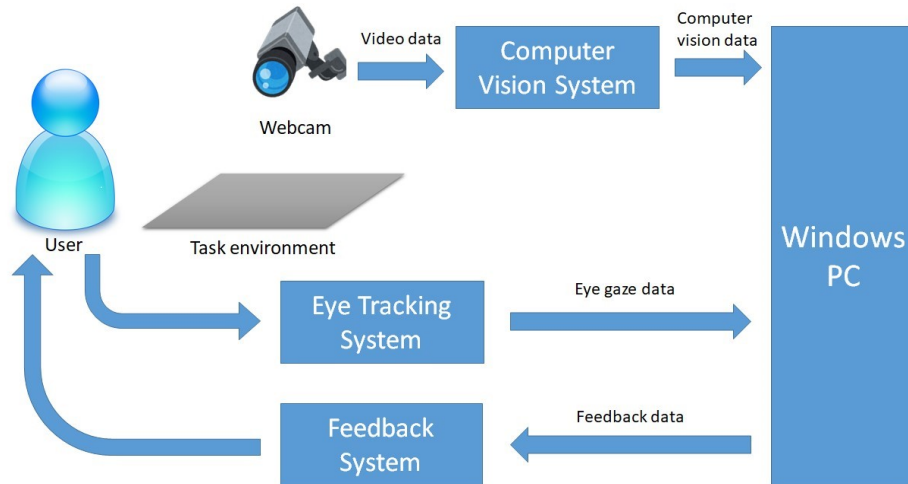 Video data
Computer
Vision System
Computer
vision data
Webcam
User
Task environment
Windows
PC
Eye Tracking
System
Eye gaze data
Feedback
System
Feedback data